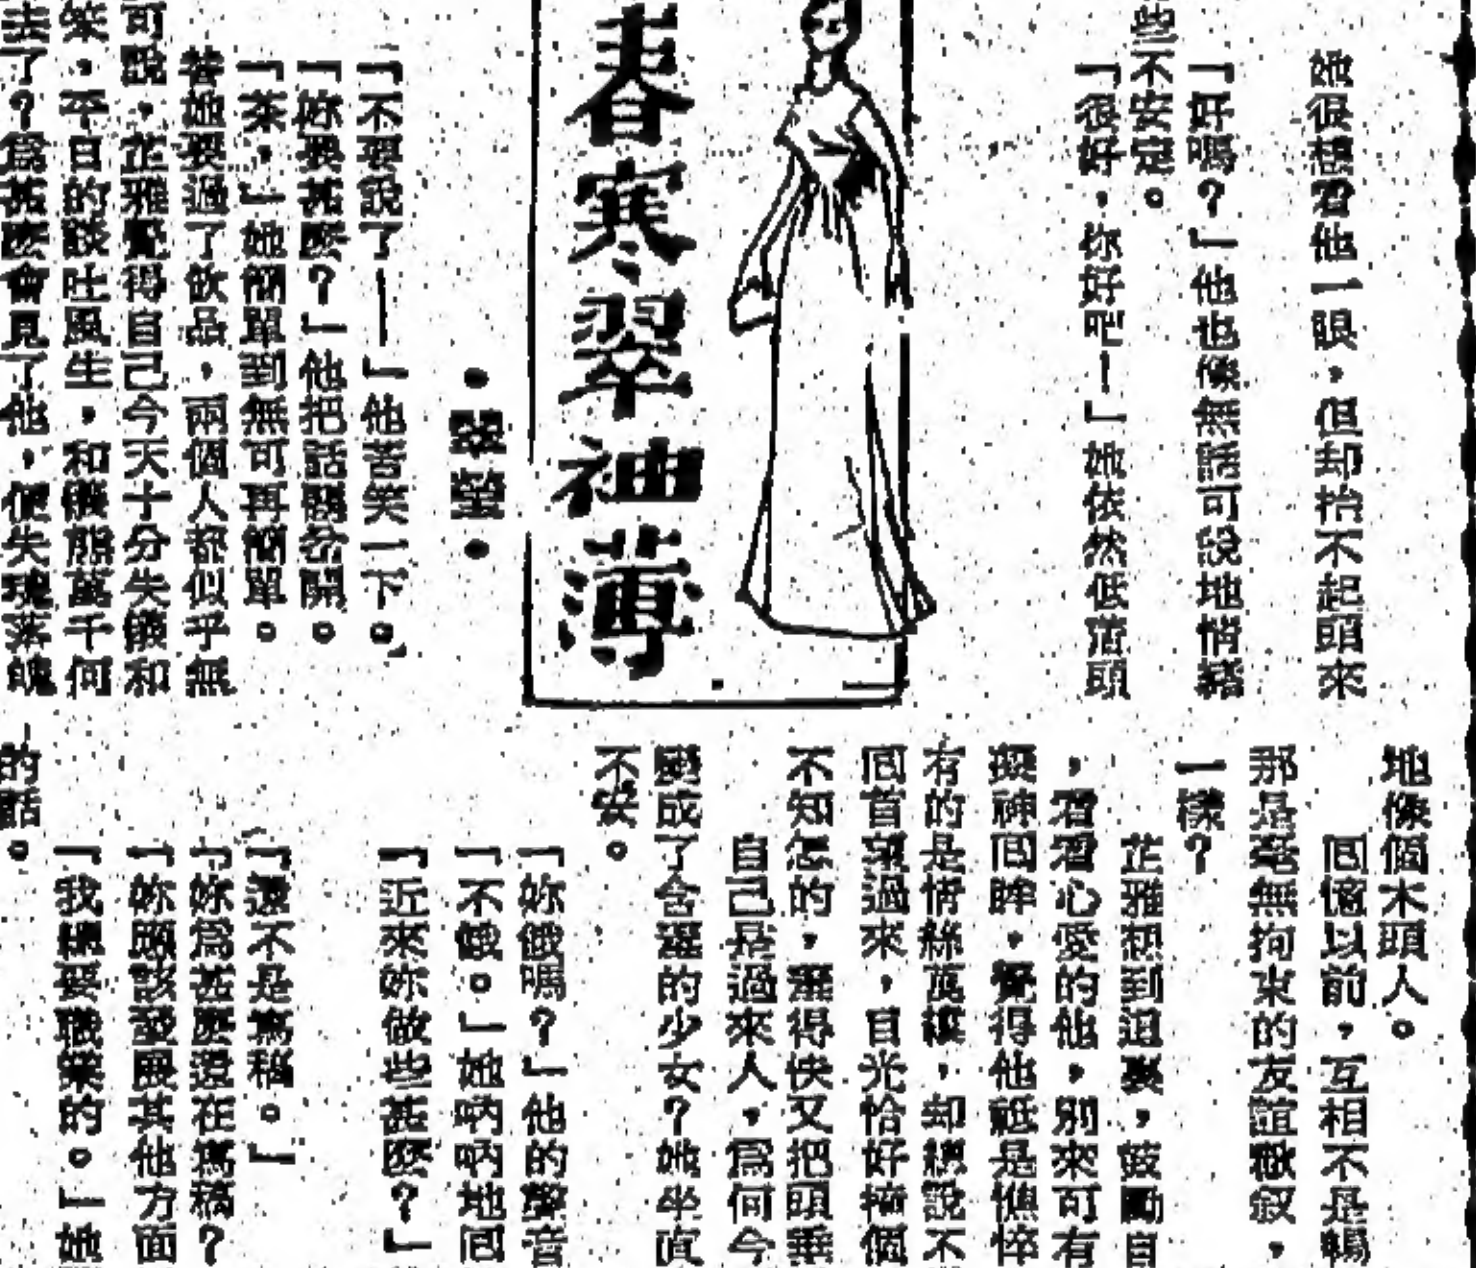 她很想看他一眼，但却抬不起頭來
「好嗎？」他也像無話可說地情緒
些不安定。
「很好，你好吧！」她依然低着頭
春寒翠袖薄
•翠瑩•
「不要說了——」他苦笑一下。
「妳要甚麼？」他把話題岔開。
「茶，」她簡單到無可再簡單。
替她要過了飲品，兩個人都似乎無
可說，芷雅覺得自己今天十分失儀和
笑，平日的談吐風生，和儀態萬千何
去了？爲甚麼會見了他，便失魂落魄
地像個木頭人。
回憶以前，互相不是暢
那是毫無拘束的友誼歡叙，
一樣？
芷雅想到這裏，鼓勵自
，看看心愛的他，別來可有
凝神回眸，覺得他祗是憔悴
有的是情絲萬縷，却想說不
回首望過來，目光恰好接個
不知怎的，羞得快又把頭垂
自己是過來人，爲何今
變成了含羞的少女？她坐直
不安。
「妳餓嗎？」他的聲音
「不餓。」她吶吶地回
「近來妳做些甚麼？」
「還不是寫稿。」
「妳爲甚麼還在寫稿？
「妳應該發展其他方面
「我總要職業的。」她
的話。